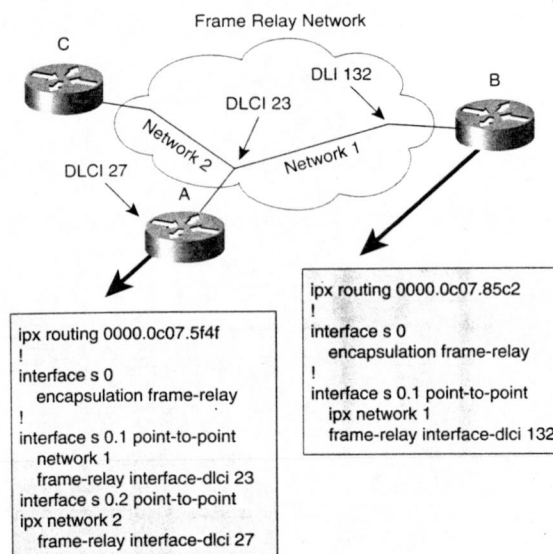 Frame Relay Network
C
DLI 132
B
DLCI 23
Network 2
Network 1
DLCI 27
A
ipx routing 0000.0c07.5f4f
!
interface s 0
encapsulation frame-relay
!
interface s 0.1 point-to-point
network 1
frame-relay interface-dlci 23
interface s 0.2 point-to-point
ipx network 2
frame-relay interface-dlci 27
ipx routing 0000.0c07.85c2
!
interface s 0
encapsulation frame-relay
!
interface s 0.1 point-to-point
ipx network 1
frame-relay interface-dlci 132